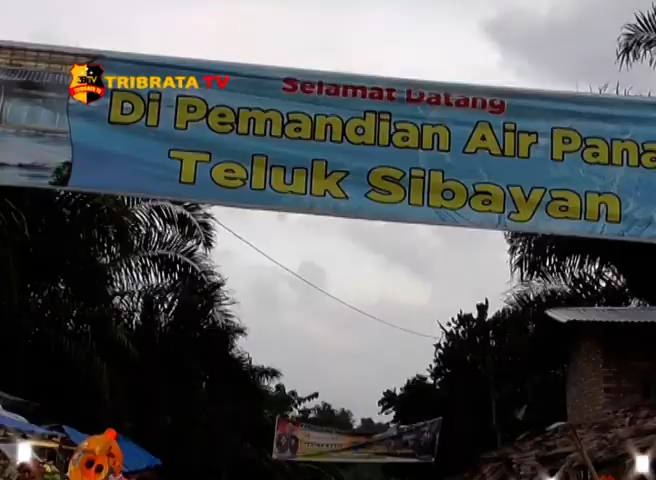 TRIBRATA TV
Selamat Datang
Di Pemandian Air Pana
Teluk Sibayan